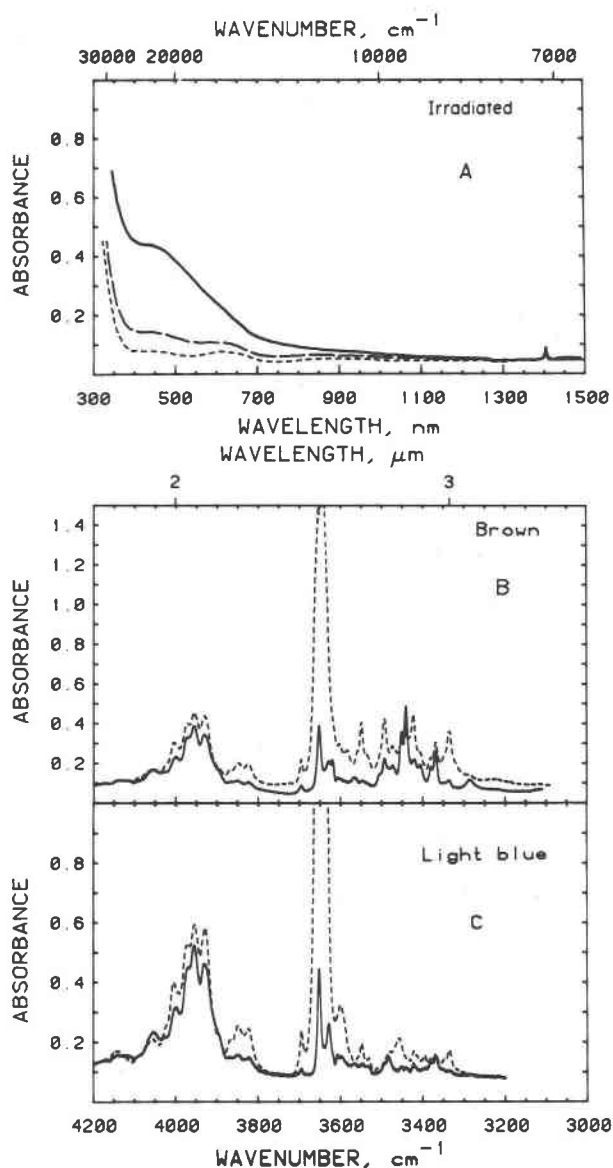 WAVENUMBER, cm-1
30000 20000 10000 7000
Irradiated
A
ABSORBANCE
0.8
0.6
0.4
0.2
300 500 700 900 1100 1300 1500
WAVELENGTH, nm
WAVELENGTH, μm
2 3
Brown
B
ABSORBANCE
1.4
1.2
1.0
0.8
0.6
0.4
0.2
Light blue
C
ABSORBANCE
0.8
0.6
0.4
0.2
4200 4000 3800 3600 3400 3200 3000
WAVENUMBER, cm-1